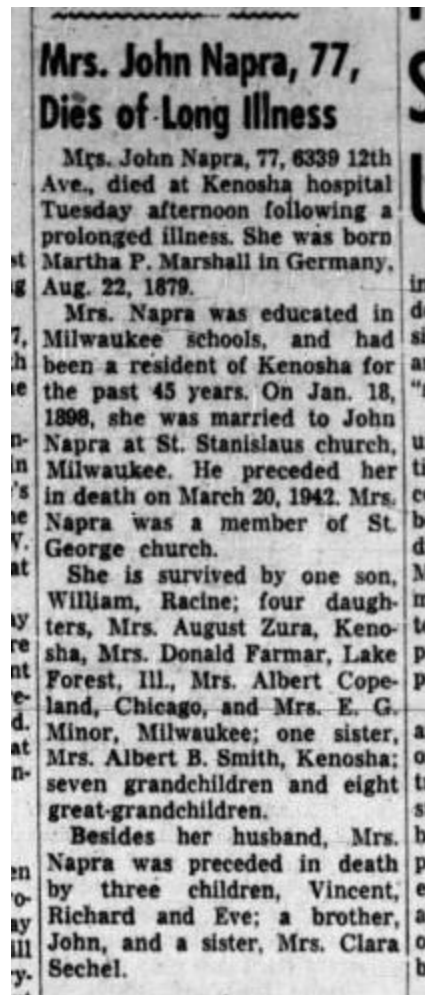 Mrs. John Napra, 77,
Dies of Long Illness
Mrs. John Napra, 77, 6339 12th
Ave., died at Kenosha hospital
Tuesday afternoon following a
prolonged illness. She was born
Martha P. Marshall in Germany,
Aug. 22, 1879.
Mrs. Napra was educated in
Milwaukee schools, and had
been a resident of Kenosha for
the past 45 years. On Jan. 18,
1898, she was married to John
Napra at St. Stanislaus church,
Milwaukee. He preceded her
in death on March 20, 1942. Mrs.
Napra was a member of St.
George church.
She is survived by one son,
William, Racine; four daugh-
ters, Mrs. August Zura, Keno-
sha, Mrs. Donald Farmar, Lake
Forest, Ill., Mrs. Albert Cope-
land, Chicago, and Mrs. E. G.
Minor, Milwaukee; one sister,
Mrs. Albert B. Smith, Kenosha;
seven grandchildren and eight
great-grandchildren.
Besides her husband, Mrs.
Napra was preceded in death
by three children, Vincent,
Richard and Eve; a brother,
John, and a sister, Mrs. Clara
Sechel.